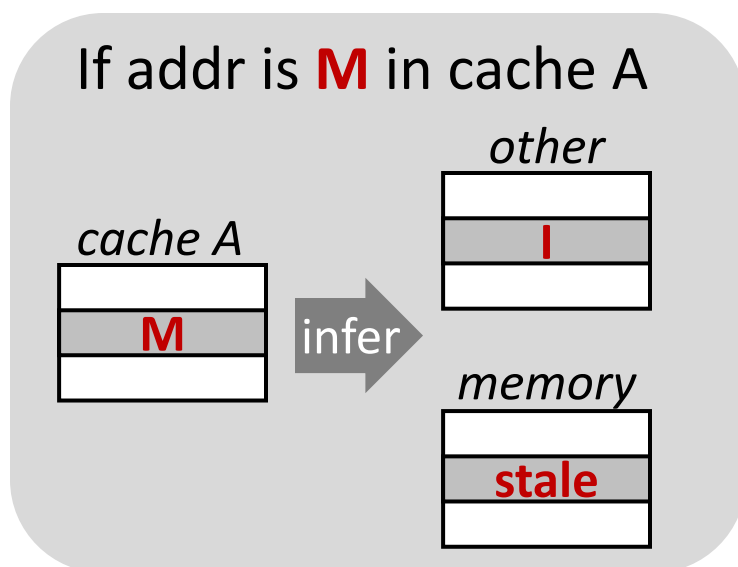 If addr is M in cache A
other
I
cache A
M
infer
memory
stale